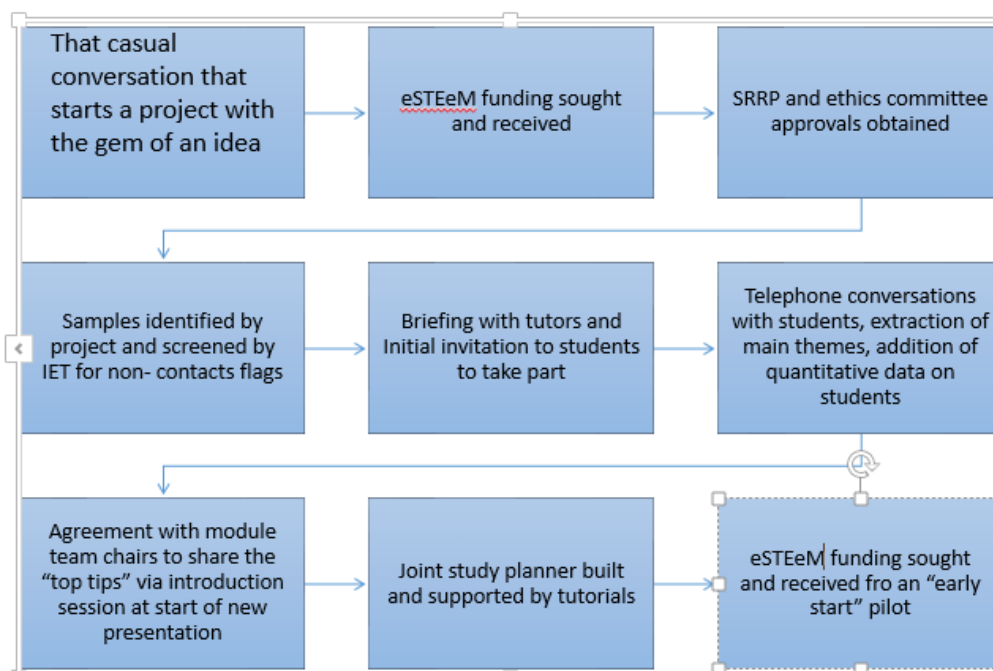 That casual
conversation that
starts a project with
the gem of an idea
eSTEeM funding sought
and received
SRRP and ethics committee
approvals obtained
Samples identified by
project and screened by
IET for non- contacts flags
Briefing with tutors and
Initial invitation to students
to take part
Telephone conversations
with students, extraction of
main themes, addition of
quantitative data on
students
Agreement with module
team chairs to share the
“top tips” via introduction
session at start of new
presentation
Joint study planner built
and supported by tutorials
eSTEeM funding sought
and received fro an “early
start” pilot